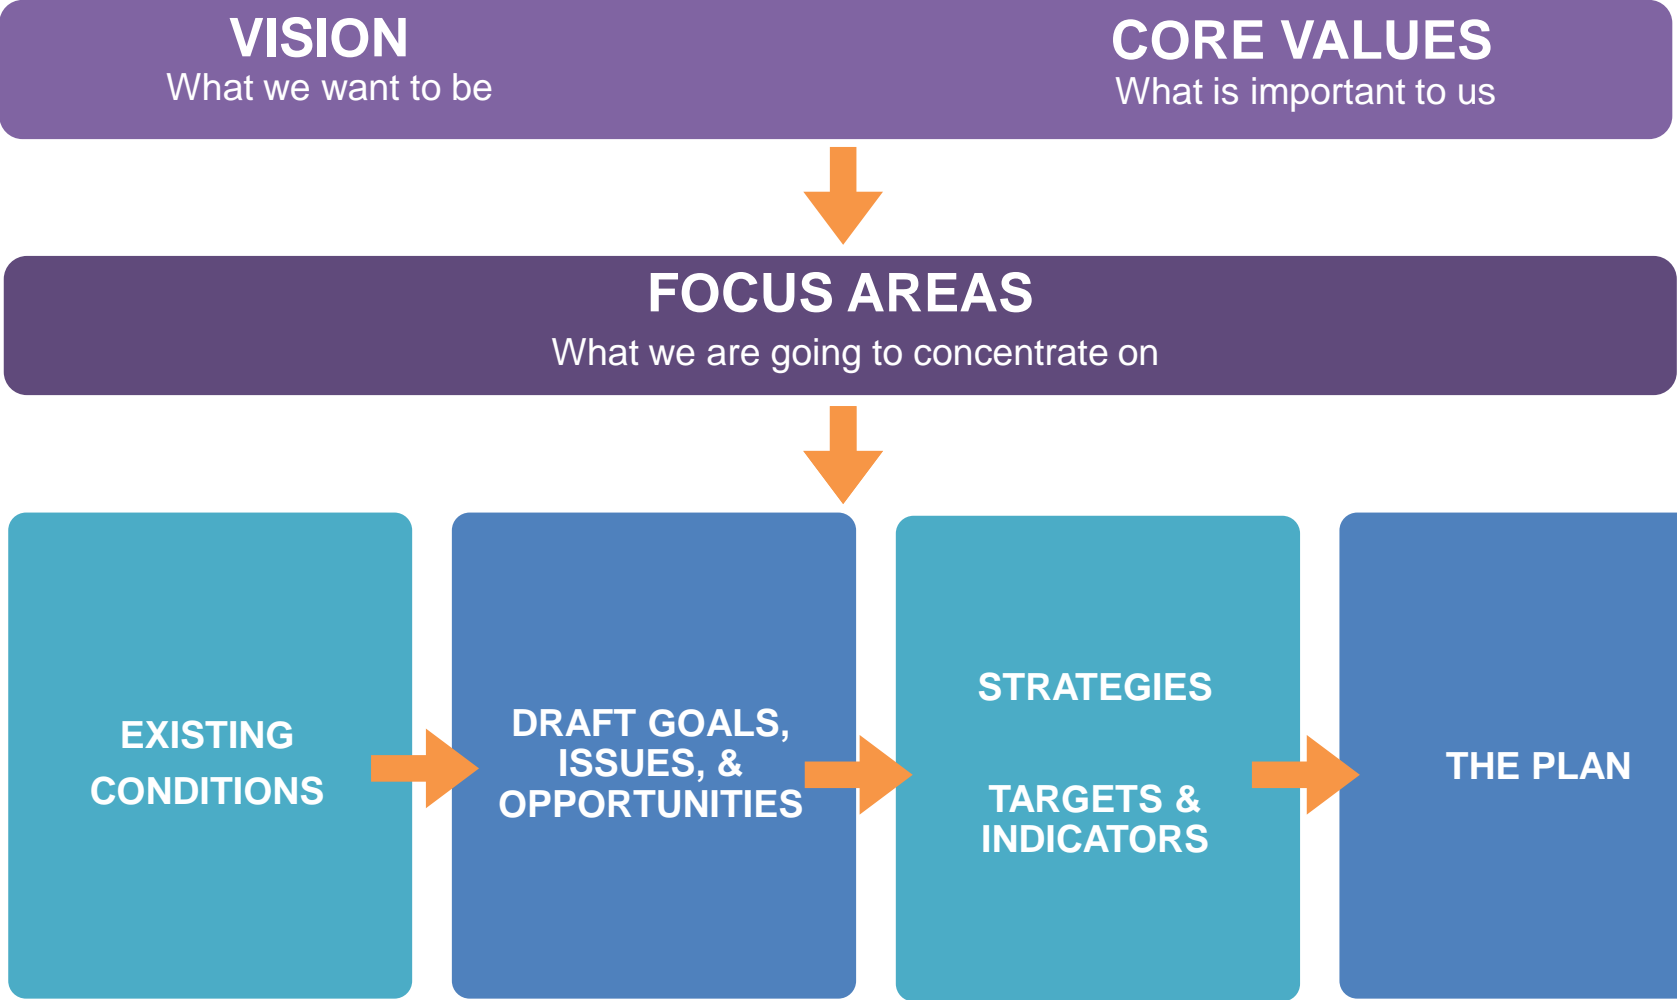 VISION
What we want to be
CORE VALUES
What is important to us
FOCUS AREAS
What we are going to concentrate on
EXISTING
CONDITIONS
DRAFT GOALS,
ISSUES, &
OPPORTUNITIES
STRATEGIES
TARGETS &
INDICATORS
THE PLAN